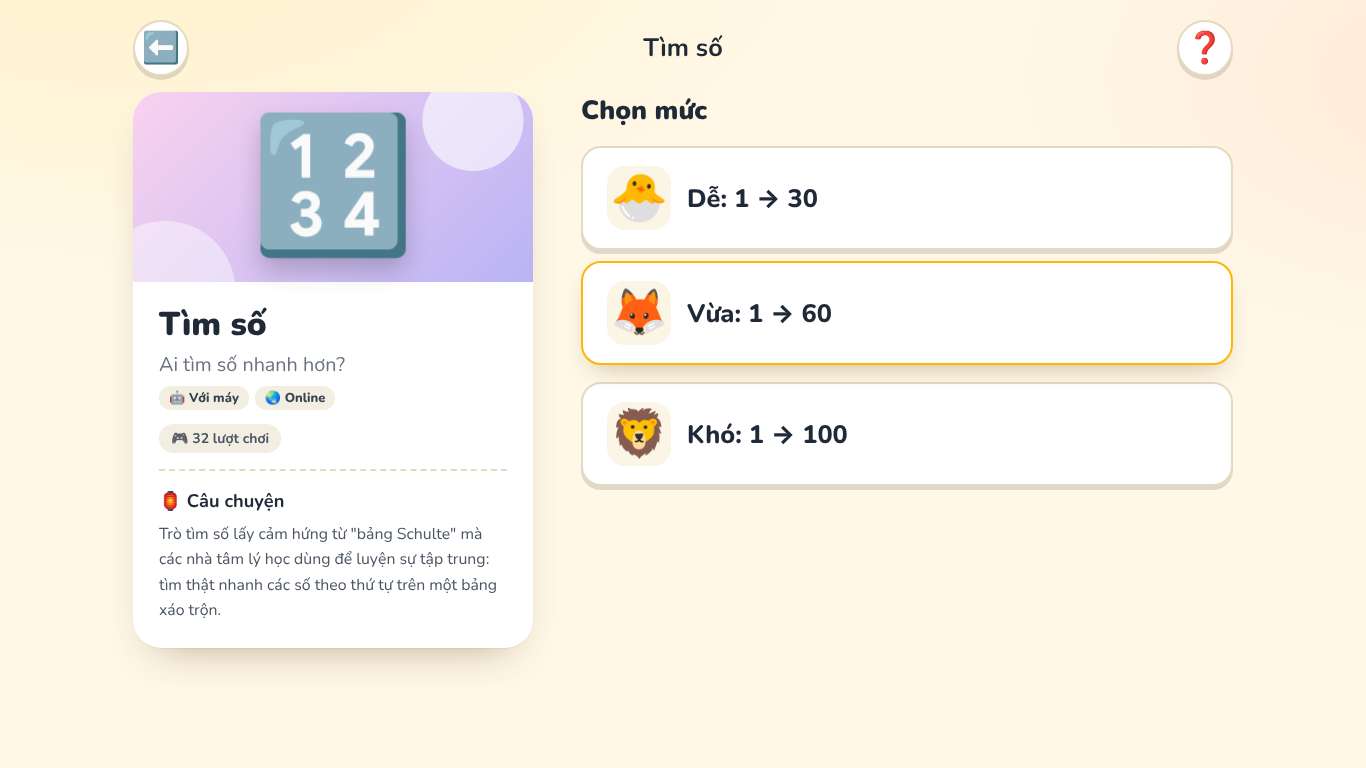 Tìm số
1 2
3 4
Tìm số
Ai tìm số nhanh hơn?
Với máy
Online
32 lượt chơi
Câu chuyện
Trò tìm số lấy cảm hứng từ "bảng Schulte" mà
các nhà tâm lý học dùng để luyện sự tập trung:
tìm thật nhanh các số theo thứ tự trên một bảng
xáo trộn.
Chọn mức
Dễ: 1 → 30
Vừa: 1 → 60
Khó: 1 → 100